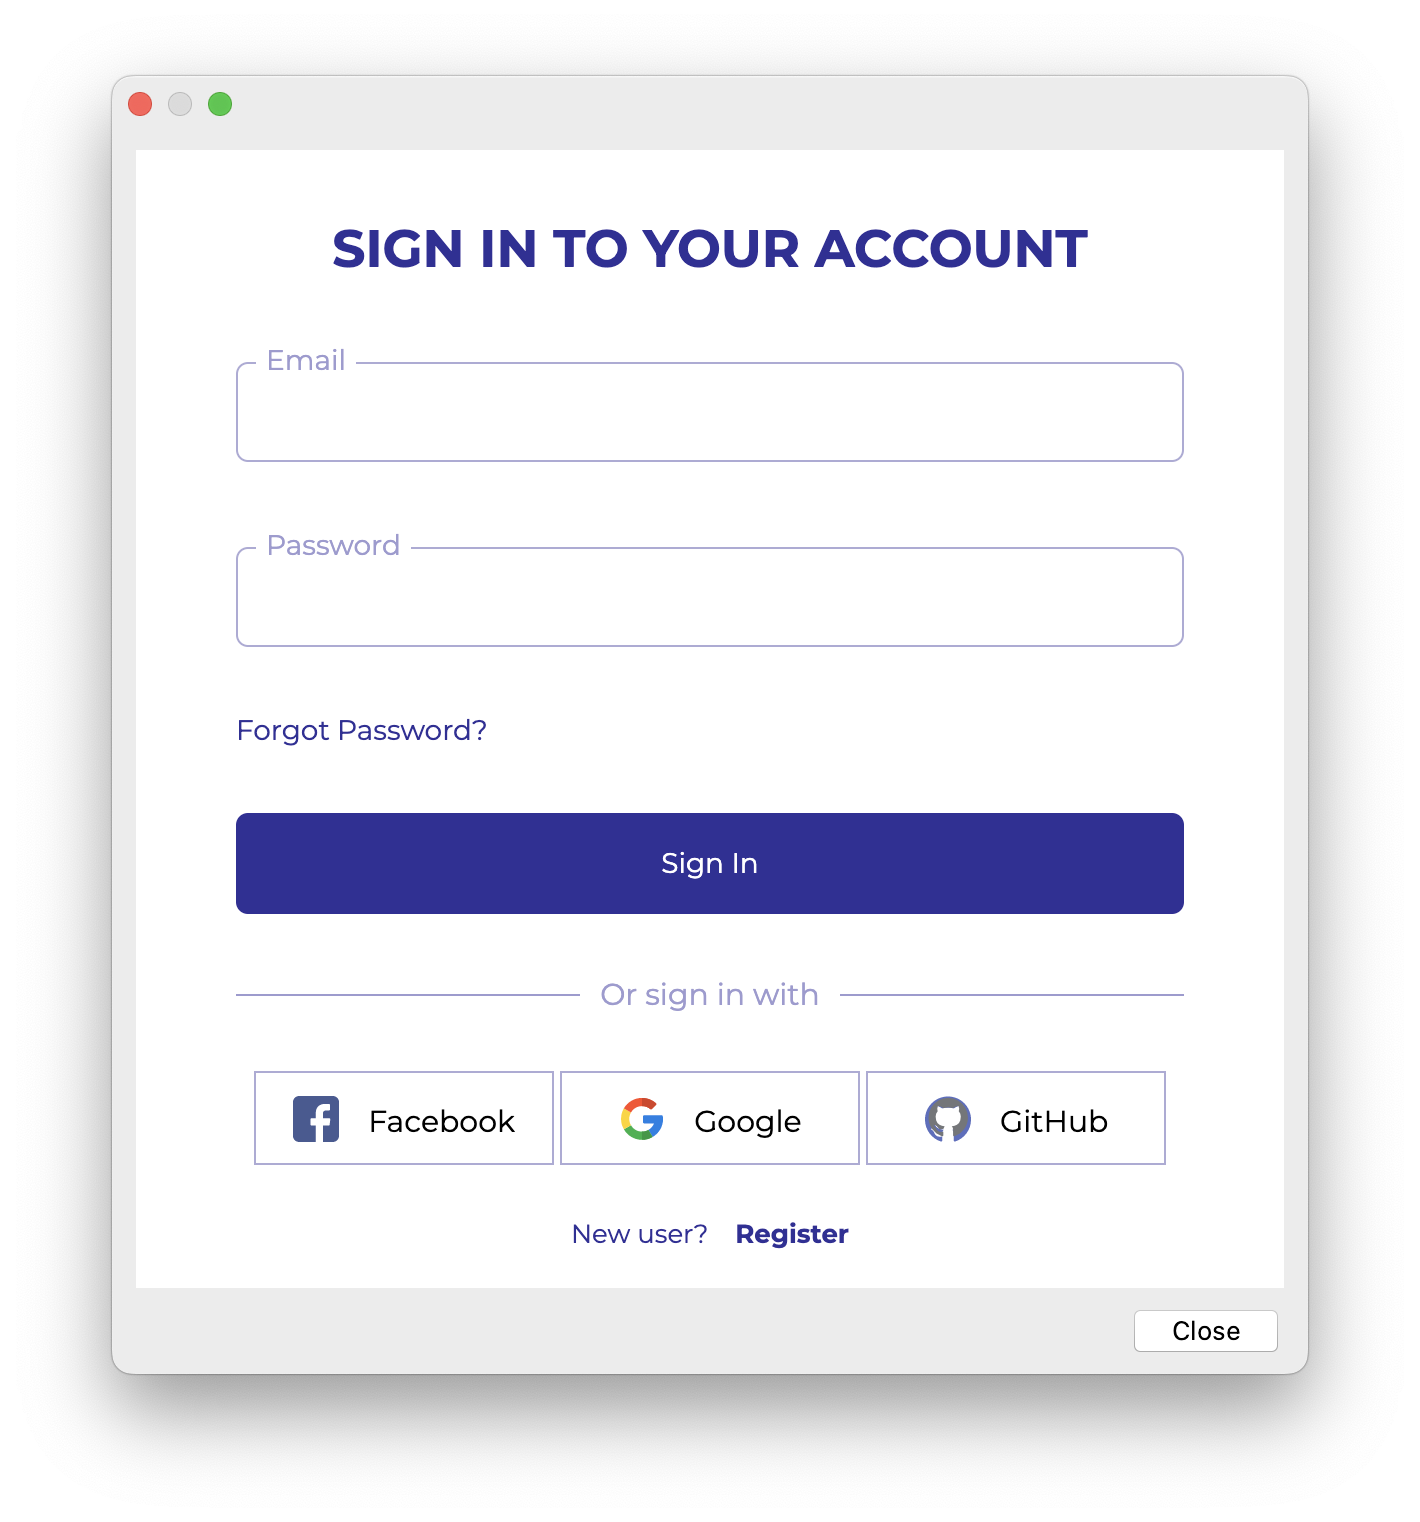 SIGN IN TO YOUR ACCOUNT
Email
Password
Forgot Password?
Sign In
Or sign in with
Facebook Google GitHub
New user? Register
Close